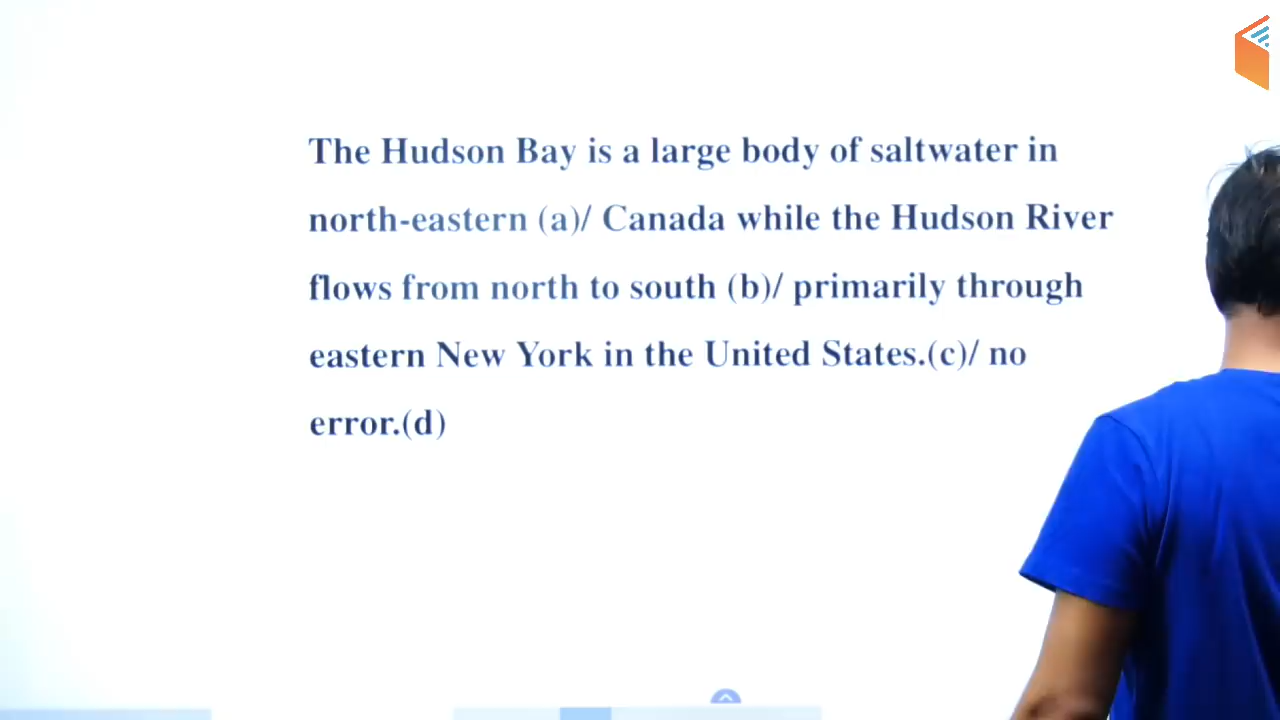 The Hudson Bay is a large body of saltwater in
north-eastern (a)/ Canada while the Hudson River
flows from north to south (b)/ primarily through
eastern New York in the United States.(c)/ no
error.(d)